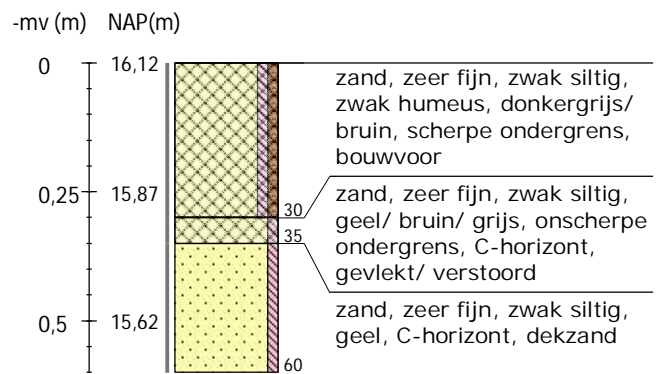 -mv (m) NAP(m)
0 16,12
zand, zeer fijn, zwak siltig,
zwak humeus, donkergrijs/
bruin, scherpe ondergrens,
bouwvoor
0,25 15,87
30
zand, zeer fijn, zwak siltig,
geel/ bruin/ grijs, onscherpe
35
ondergrens, C-horizont,
gevlekt/ verstoord
zand, zeer fijn, zwak siltig,
geel, C-horizont, dekzand
0,5 15,62
60